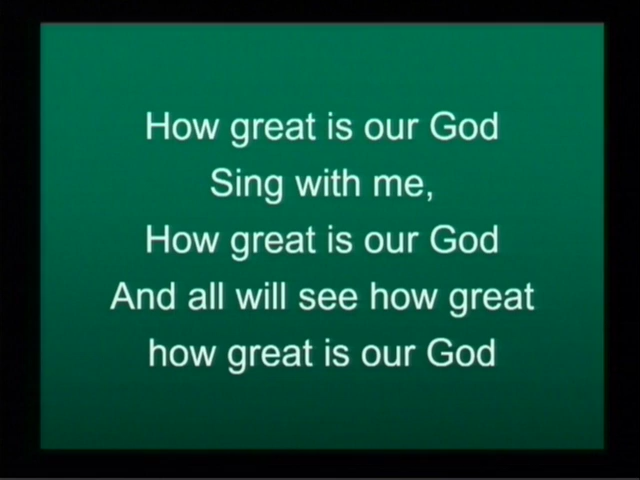 How great is our God
Sing with me,
How great is our God
And all will see how great
how great is our God